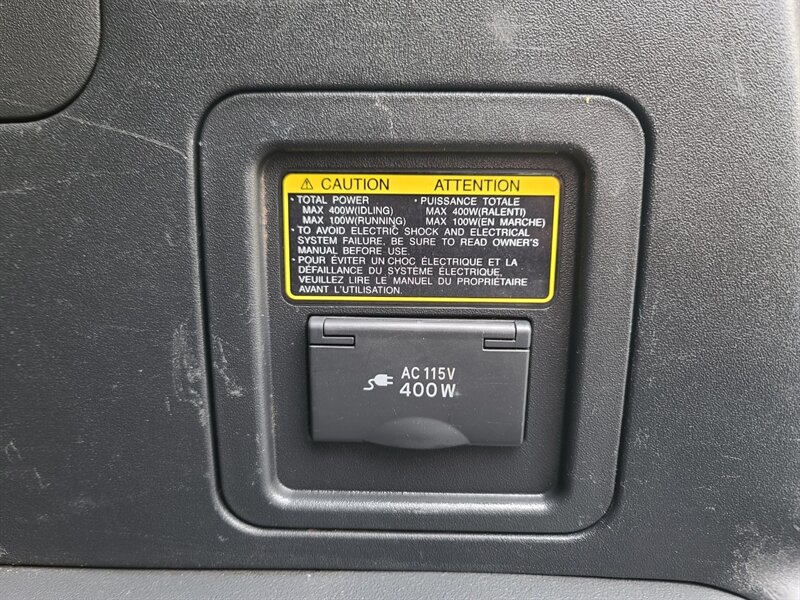 ⚠ CAUTION ATTENTION
• TOTAL POWER • PUISSANCE TOTALE
MAX 400W(IDLING) MAX 400W(RALENTI)
MAX 100W(RUNNING) MAX 100W(EN MARCHE)
• TO AVOID ELECTRIC SHOCK AND ELECTRICAL
SYSTEM FAILURE, BE SURE TO READ OWNER'S
MANUAL BEFORE USE.
• POUR ÉVITER UN CHOC ÉLECTRIQUE ET LA
DÉFAILLANCE DU SYSTÈME ÉLECTRIQUE,
VEUILLEZ LIRE LE MANUEL DU PROPRIÉTAIRE
AVANT L'UTILISATION.
AC 115V
400W